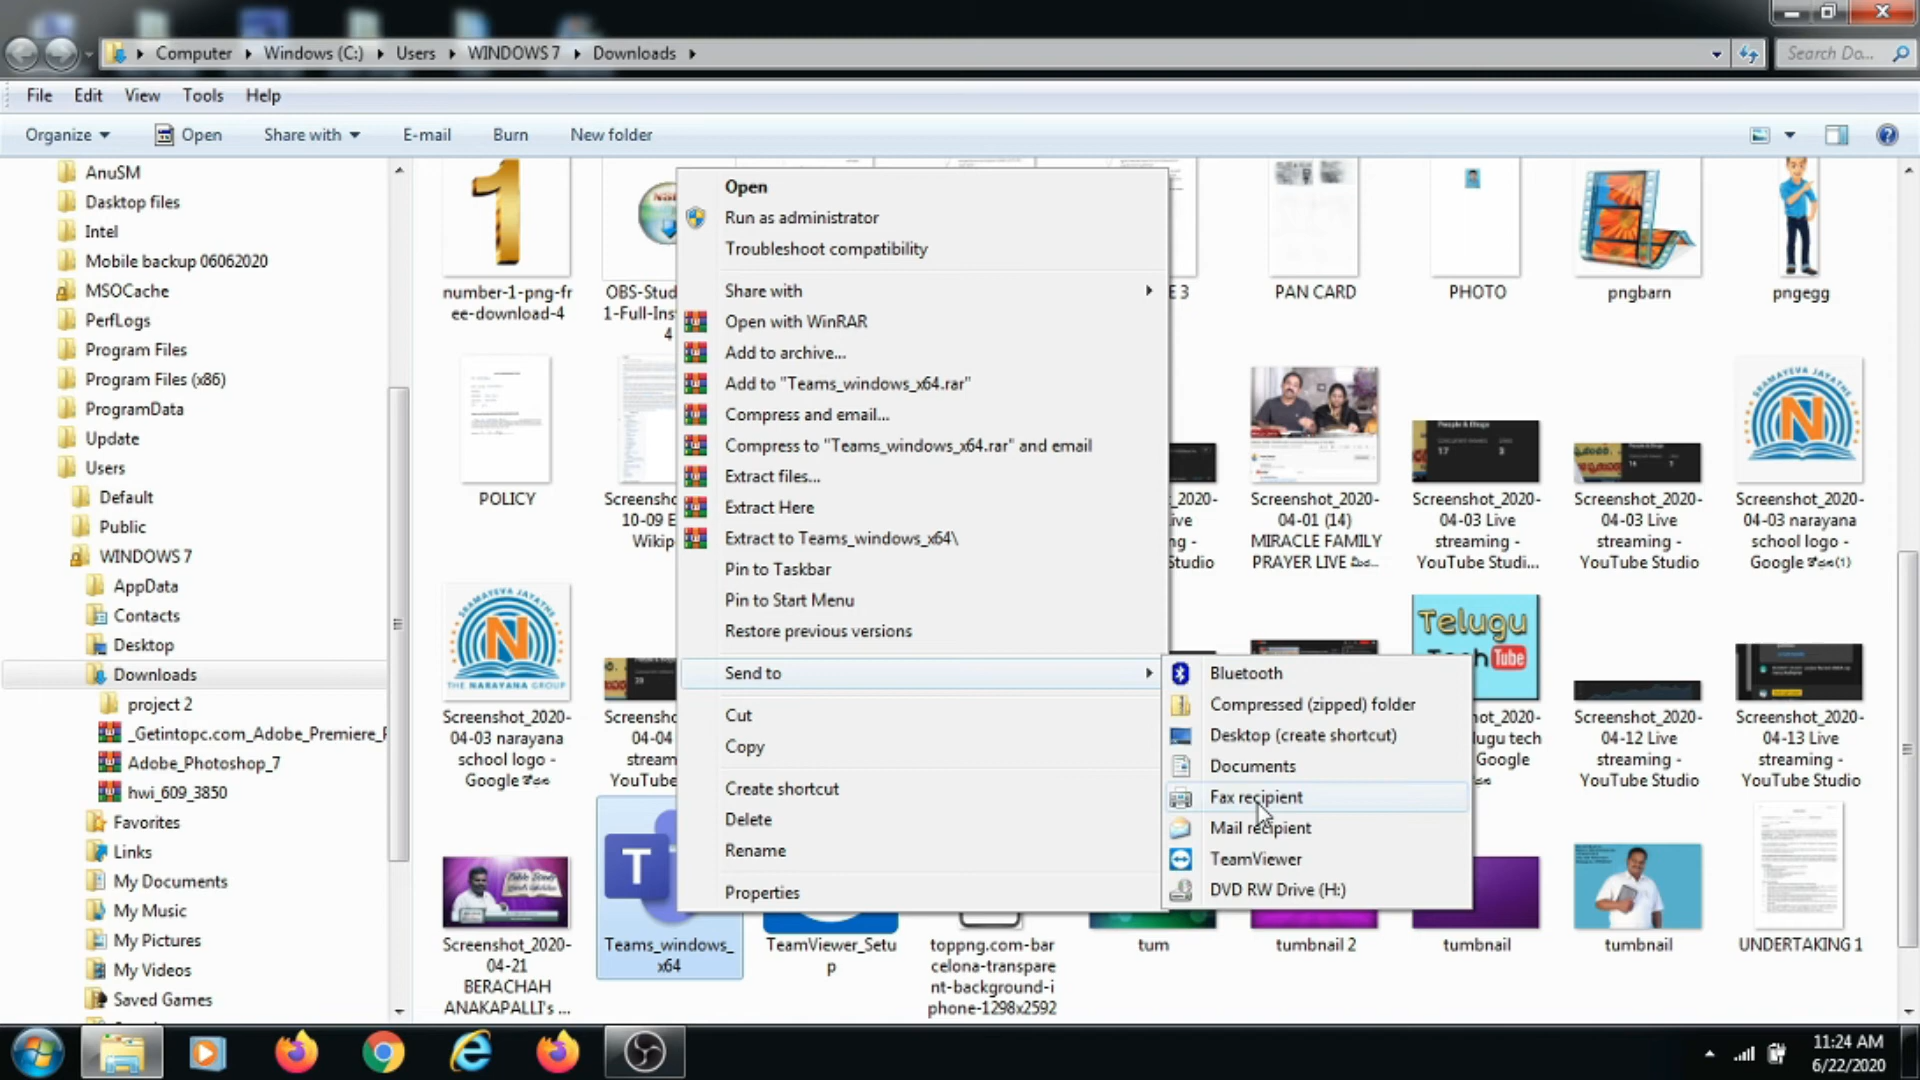 Computer
Windows (C:)
Users
WINDOWS 7
Downloads
Search Do...
File
Edit
View
Tools
Help
Organize
Open
Share with
E-mail
Burn
New folder
AnuSM
Dasktop files
Intel
Mobile backup 06062020
MSOCache
PerfLogs
Program Files
Program Files (x86)
ProgramData
Update
Users
Default
Public
WINDOWS 7
AppData
Contacts
Desktop
Downloads
project 2
_Getintopc.com_Adobe_Premiere_P
Adobe_Photoshop_7
hwi_609_3850
Favorites
Links
My Documents
My Music
My Pictures
My Videos
Saved Games
number-1-png-fr
ee-download-4
OBS-Stud
1-Full-Ins
4
E 3
PAN CARD
PHOTO
pngbarn
pngegg
Open
Run as administrator
Troubleshoot compatibility
Share with
Open with WinRAR
Add to archive...
Add to "Teams_windows_x64.rar"
Compress and email...
Compress to "Teams_windows_x64.rar" and email
Extract files...
Extract Here
Extract to Teams_windows_x64\
Pin to Taskbar
Pin to Start Menu
Restore previous versions
Send to
Cut
Copy
Create shortcut
Delete
Rename
Properties
Bluetooth
Compressed (zipped) folder
Desktop (create shortcut)
Documents
Fax recipient
Mail recipient
TeamViewer
DVD RW Drive (H:)
POLICY
Screensho
10-09 E
Wikip
_2020-
ive
ng -
Studio
Screenshot_2020-
04-01 (14)
MIRACLE FAMILY
PRAYER LIVE
Screenshot_2020-
04-03 Live
streaming -
YouTube Studi...
Screenshot_2020-
04-03 Live
streaming -
YouTube Studio
SRAMAYEVA JAYATHE
N
Screenshot_2020-
04-03 narayana
school logo -
Google
(1)
SRAMAYEVA JAYATHE
N
THE NARAYANA GROUP
Screenshot_2020-
04-03 narayana
school logo -
Google
Screensho
04-04
stream
YouTub
Telugu
Tech Tube
lugu tech
Google
Screenshot_2020-
04-12 Live
streaming -
YouTube Studio
Screenshot_2020-
04-13 Live
streaming -
YouTube Studio
Screenshot_2020-
04-21
BERACHAH
ANAKAPALLI's ...
T
Teams_windows_
x64
TeamViewer_Setu
p
toppng.com-bar
celona-transpare
nt-background-i
phone-1298x2592
tum
tumbnail 2
tumbnail
tumbnail
UNDERTAKING 1
11:24 AM
6/22/2020